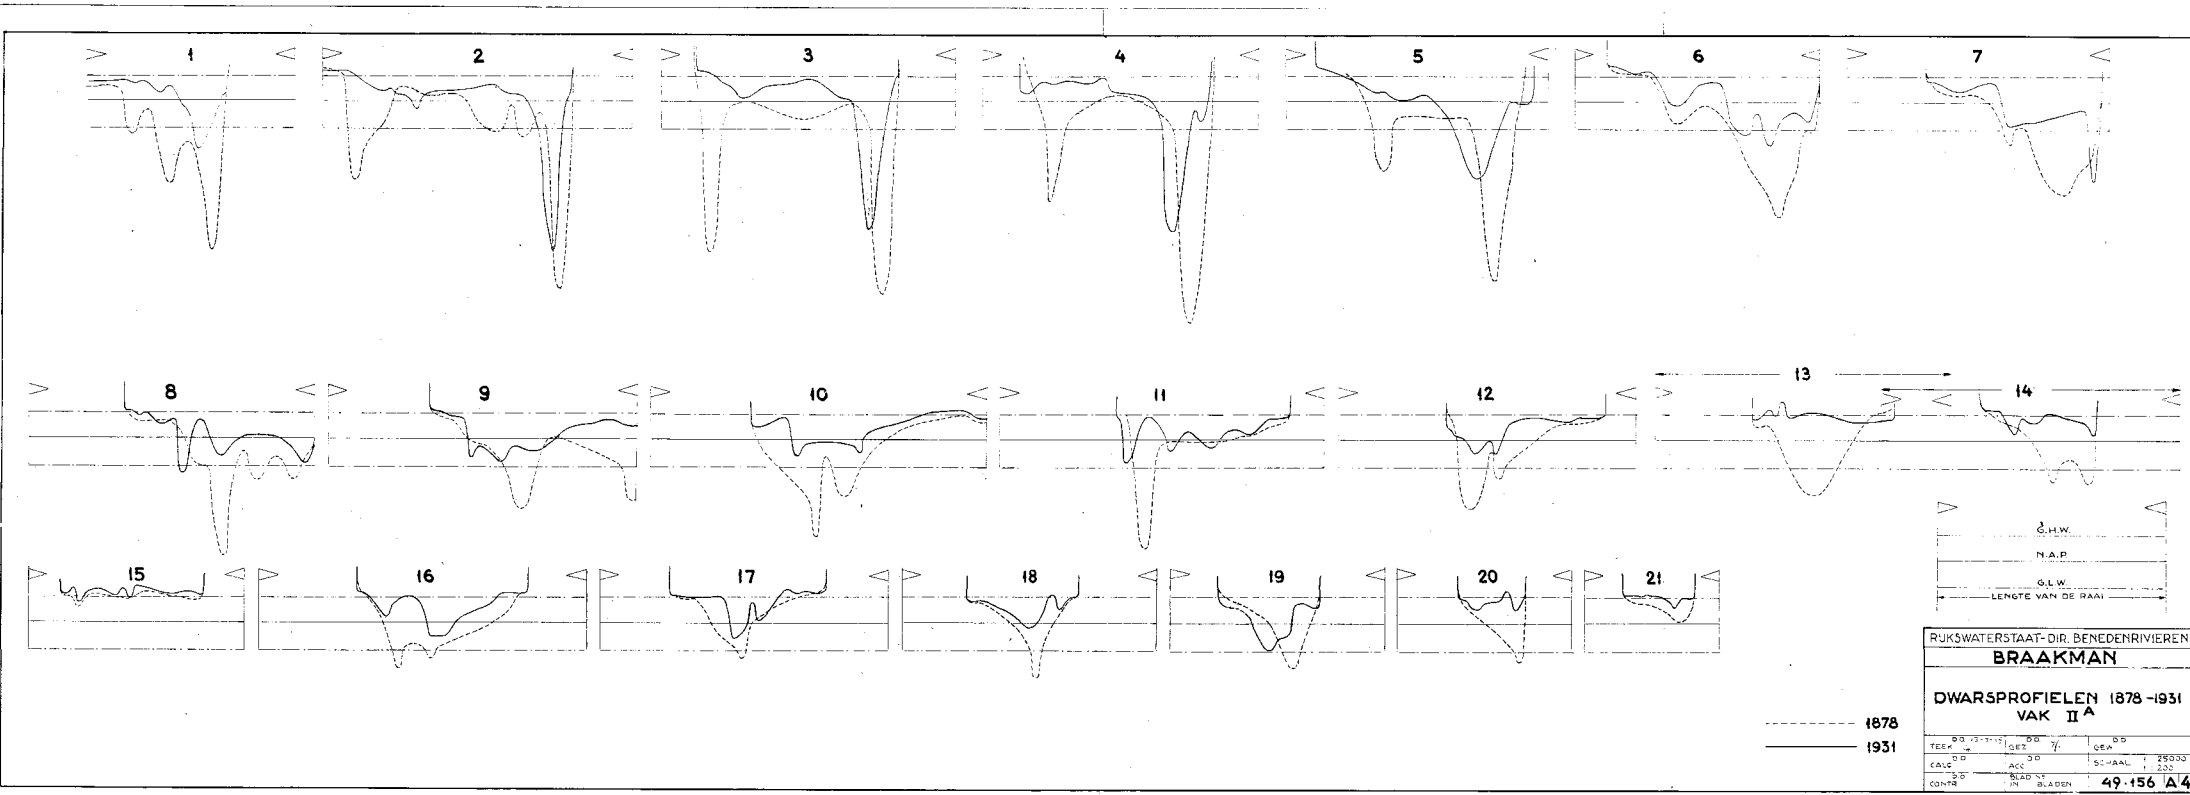 1 2 3 4 5 6 7
8 9 10 11 12 13 14
15 16 17 18 19 20 21
G.H.W.
N.A.P.
G.L.W.
LENGTE VAN DE RAAI
RIJKSWATERSTAAT-DIR. BENEDENRIVIEREN
BRAAKMAN
DWARSPROFIELEN 1878-1931
VAK II A
1878
1931
TEEK GEZ GEW
CALC ACC SCHAAL 1:25000
1:200
CONTR BLAD Nº
IN BLADEN
49·156 A4